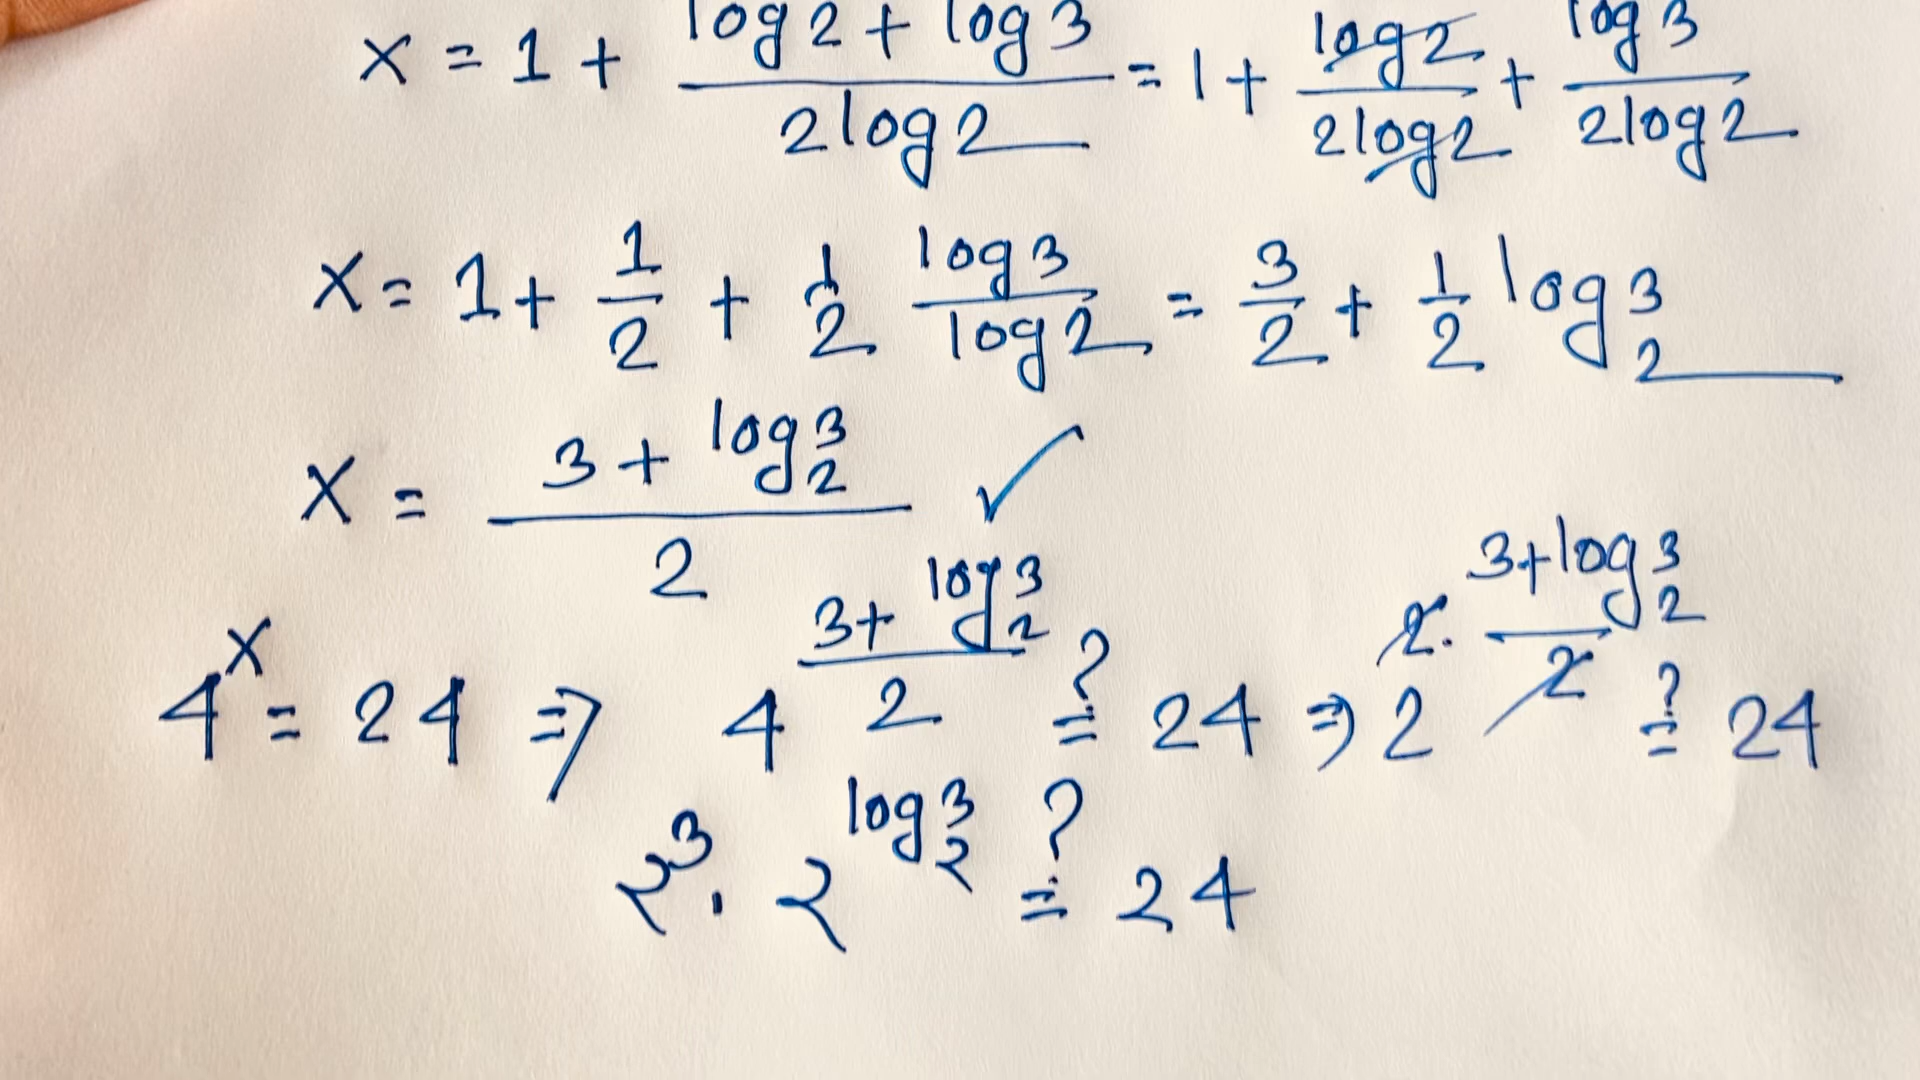 x = 1 + (log2 + log3)/(2log2) = 1 + log2/(2log2) + log3/(2log2)
x = 1 + 1/2 + 1/2 log3/log2 = 3/2 + 1/2 log₂3
x = (3 + log₂3)/2 ✓
4^x = 24 ⇒ 4^((3+log₂3)/2) ≟ 24 ⇒ 2^(2·(3+log₂3)/2) ≟ 24
2³ · 2^(log₂3) ≟ 24